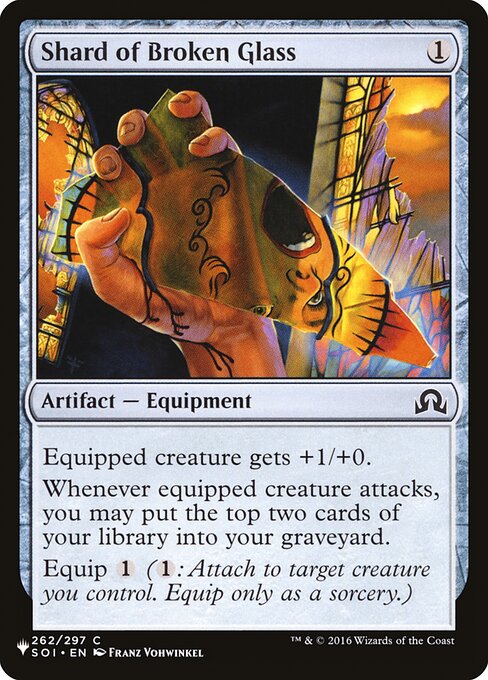 Shard of Broken Glass 1
Artifact — Equipment
Equipped creature gets +1/+0.
Whenever equipped creature attacks,
you may put the top two cards of
your library into your graveyard.
Equip 1 (1: Attach to target creature
you control. Equip only as a sorcery.)
262/297 C
SOI • EN Franz Vohwinkel
™ & © 2016 Wizards of the Coast